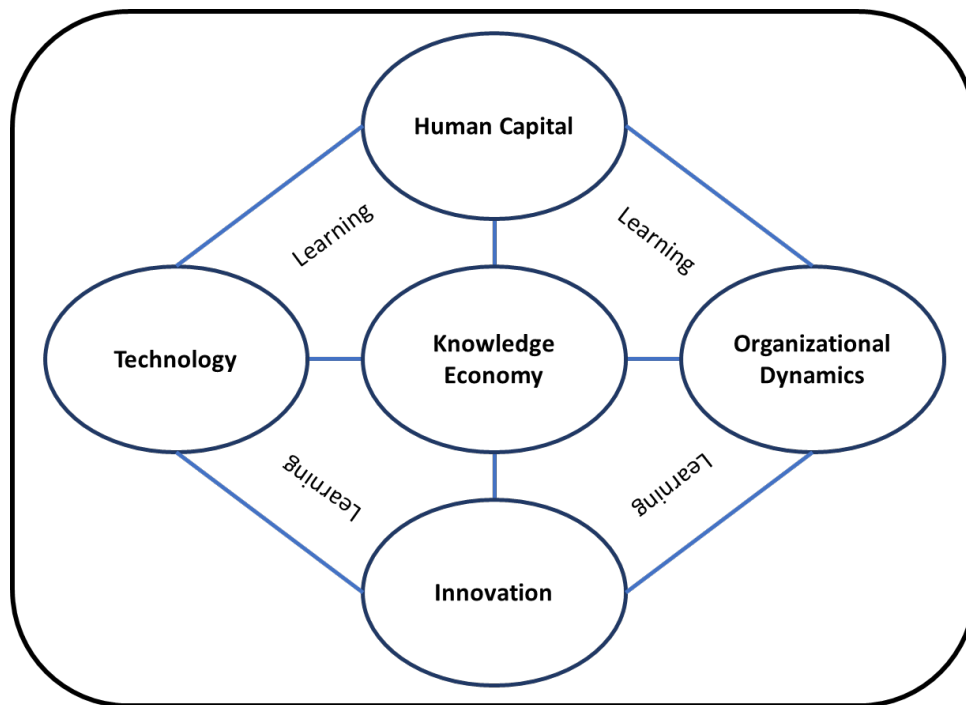 Human Capital
Learning
Learning
Technology
Knowledge
Economy
Organizational
Dynamics
Learning
Learning
Innovation